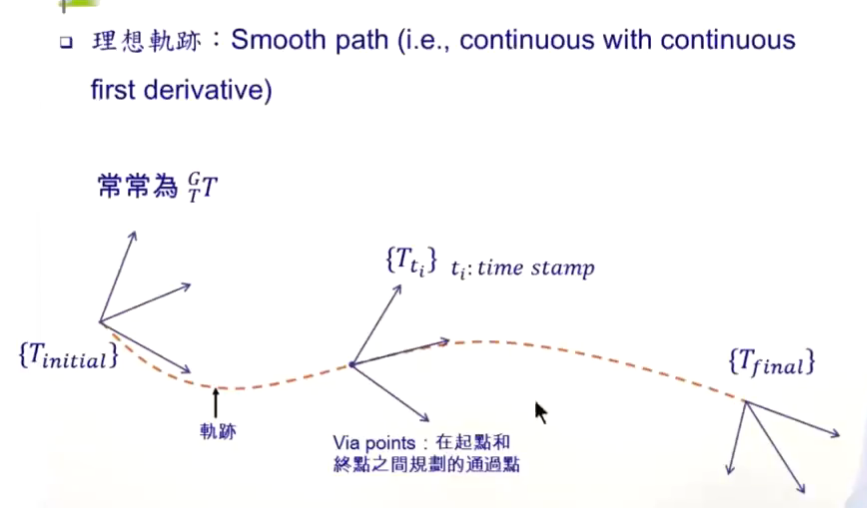 理想軌跡：Smooth path (i.e., continuous with continuous
first derivative)
常常為 ᴳ_T T
{T_{t_i}} t_i: time stamp
{T_{initial}}
{T_{final}}
軌跡
Via points：在起點和
終點之間規劃的通過點